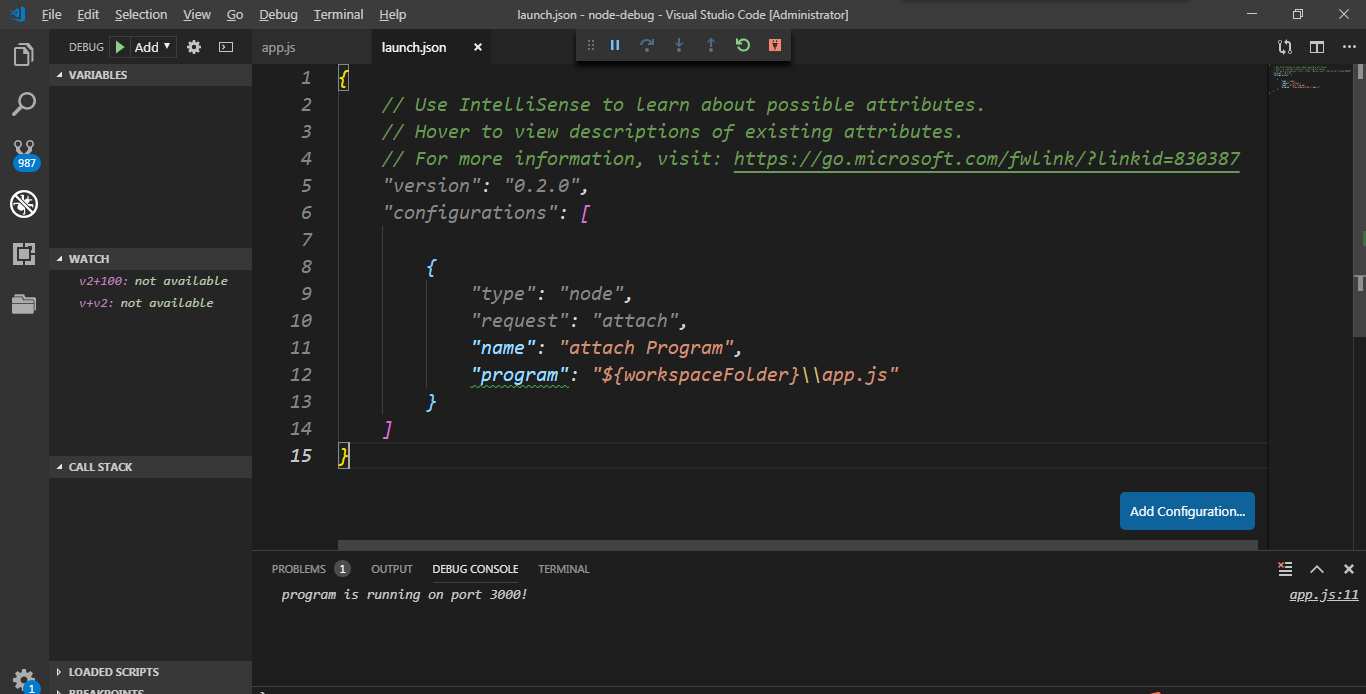 File Edit Selection View Go Debug Terminal Help launch.json - node-debug - Visual Studio Code [Administrator]
DEBUG Add app.js launch.json
VARIABLES
987
WATCH
v2+100: not available
v+v2: not available
CALL STACK
LOADED SCRIPTS
BREAKPOINTS
1
1 {
2 // Use IntelliSense to learn about possible attributes.
3 // Hover to view descriptions of existing attributes.
4 // For more information, visit: https://go.microsoft.com/fwlink/?linkid=830387
5 "version": "0.2.0",
6 "configurations": [
7
8 {
9 "type": "node",
10 "request": "attach",
11 "name": "attach Program",
12 "program": "${workspaceFolder}\\app.js"
13 }
14 ]
15 }
Add Configuration...
PROBLEMS 1 OUTPUT DEBUG CONSOLE TERMINAL
program is running on port 3000! app.js:11